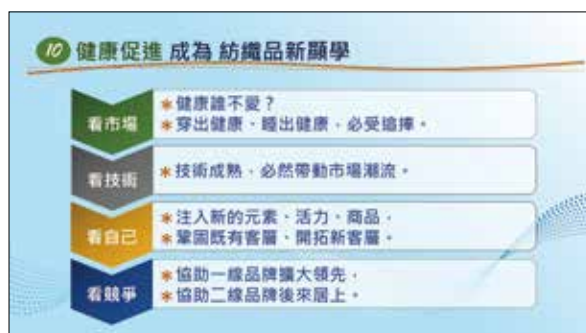 10 健康促進 成為 紡織品新顯學
看市場
*健康誰不愛？
*穿出健康、睡出健康，必受追捧。
看技術
*技術成熟，必然帶動市場潮流。
看自己
*注入新的元素、活力、商品，
*鞏固既有客層、開拓新客層。
看競爭
*協助一線品牌擴大領先，
*協助二線品牌後來居上。